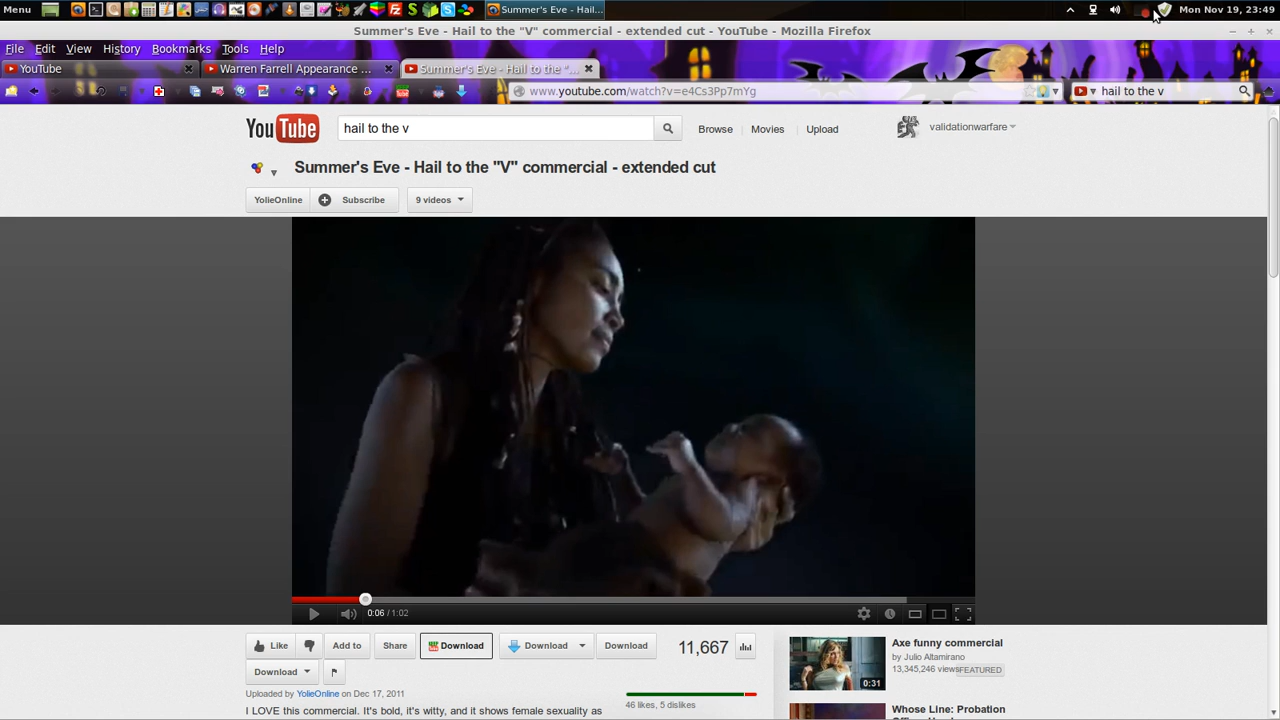 Menu
Summer's Eve - Hail...
Mon Nov 19, 23:49
Summer's Eve - Hail to the "V" commercial - extended cut - YouTube - Mozilla Firefox
File Edit View History Bookmarks Tools Help
YouTube
Warren Farrell Appearance ...
Summer's Eve - Hail to the "...
www.youtube.com/watch?v=e4Cs3Pp7mYg
hail to the v
YouTube
hail to the v
Browse Movies Upload
validationwarfare
Summer's Eve - Hail to the "V" commercial - extended cut
YolieOnline
Subscribe
9 videos
0:06 / 1:02
Like
Add to
Share
Download
Download
Download
11,667
Download
Uploaded by YolieOnline on Dec 17, 2011
46 likes, 5 dislikes
I LOVE this commercial. It's bold, it's witty, and it shows female sexuality as
Axe funny commercial
by Julio Altamirano
13,345,246 views
FEATURED
0:31
Whose Line: Probation